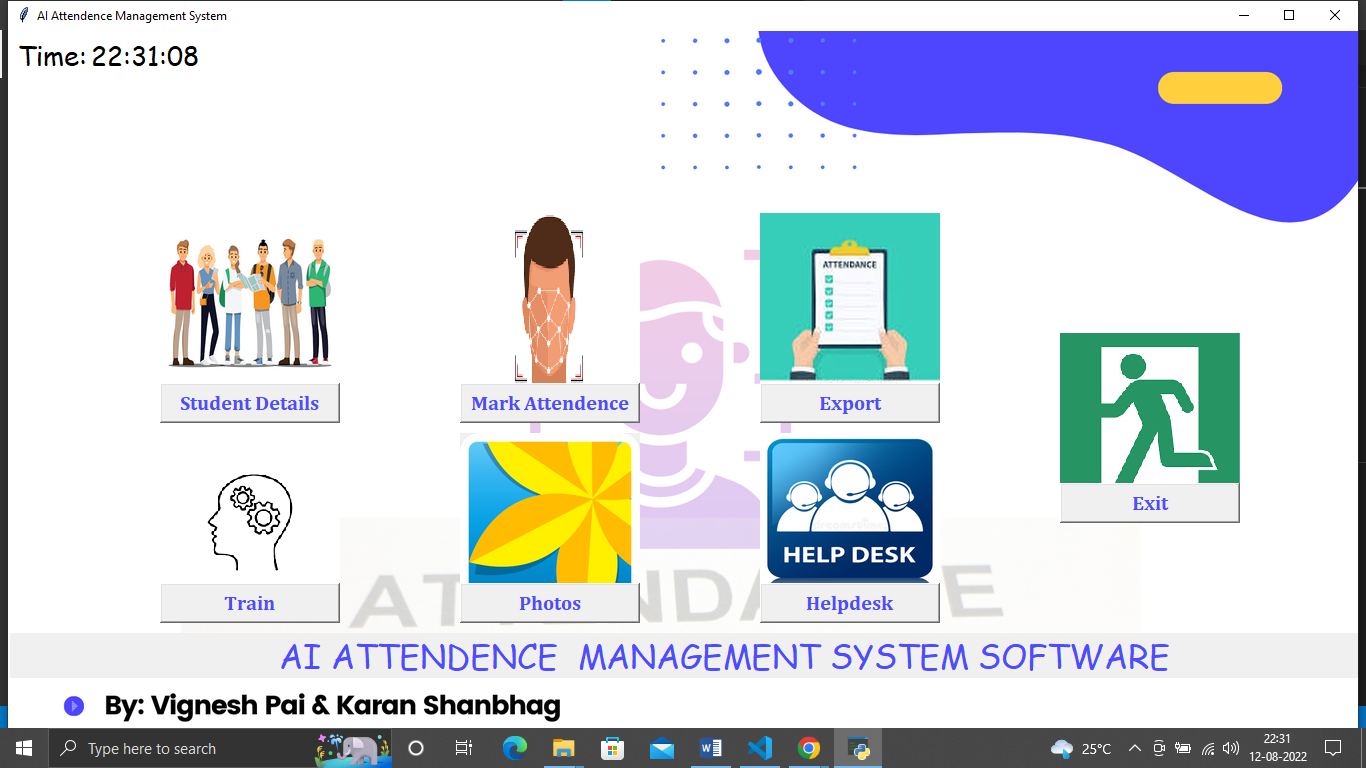 AI Attendence Management System
Time: 22:31:08
ATTENDANCE
Student Details
Mark Attendence
Export
HELP DESK
Exit
Train
Photos
Helpdesk
AI ATTENDENCE MANAGEMENT SYSTEM SOFTWARE
By: Vignesh Pai & Karan Shanbhag
Type here to search
25°C
22:31
12-08-2022